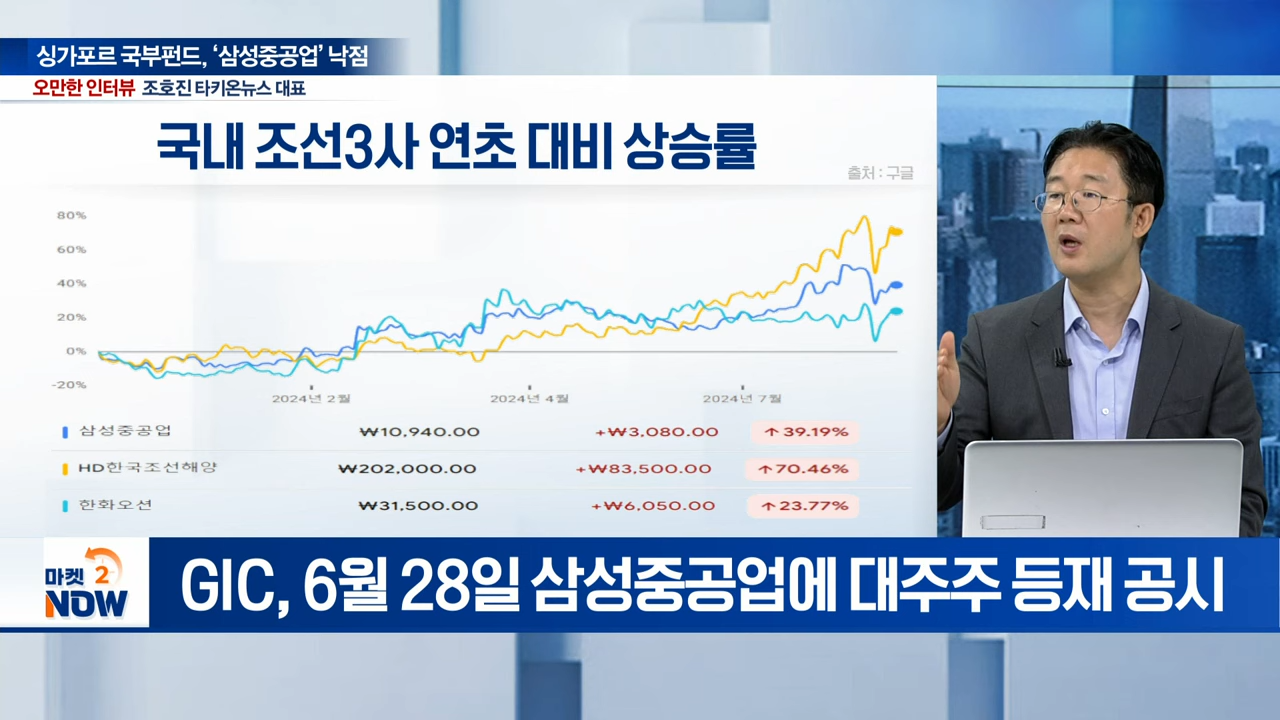 싱가포르 국부펀드, ‘삼성중공업’ 낙점
오만한 인터뷰 조호진 타키온뉴스 대표
국내 조선3사 연초 대비 상승률
출처 : 구글
80%
60%
40%
20%
0%
-20%
2024년 2월 2024년 4월 2024년 7월
삼성중공업 ₩10,940.00 +₩3,080.00 ↑39.19%
HD한국조선해양 ₩202,000.00 +₩83,500.00 ↑70.46%
한화오션 ₩31,500.00 +₩6,050.00 ↑23.77%
마켓 2
NOW
GIC, 6월 28일 삼성중공업에 대주주 등재 공시